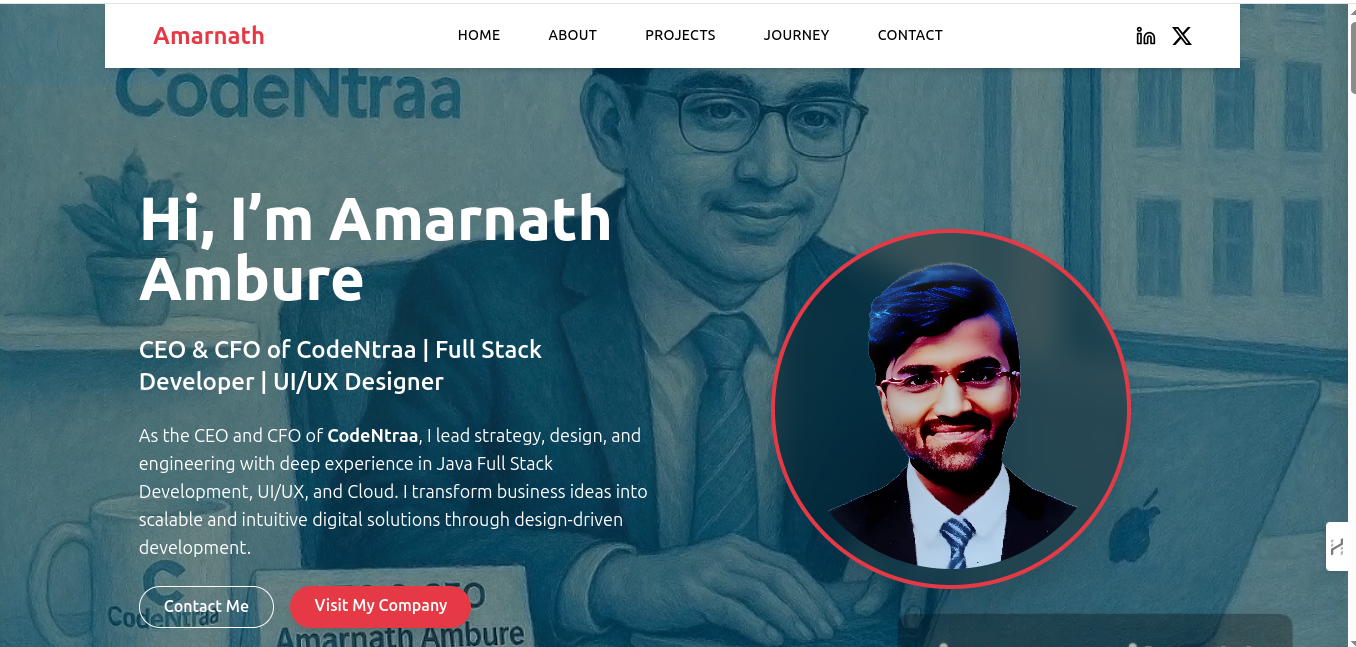 Amarnath
HOME ABOUT PROJECTS JOURNEY CONTACT
CodeNtraa
Hi, I’m Amarnath
Ambure
CEO & CFO of CodeNtraa | Full Stack
Developer | UI/UX Designer
As the CEO and CFO of CodeNtraa, I lead strategy, design, and
engineering with deep experience in Java Full Stack
Development, UI/UX, and Cloud. I transform business ideas into
scalable and intuitive digital solutions through design-driven
development.
Contact Me Visit My Company
CodeNtraa
Amarnath Ambure